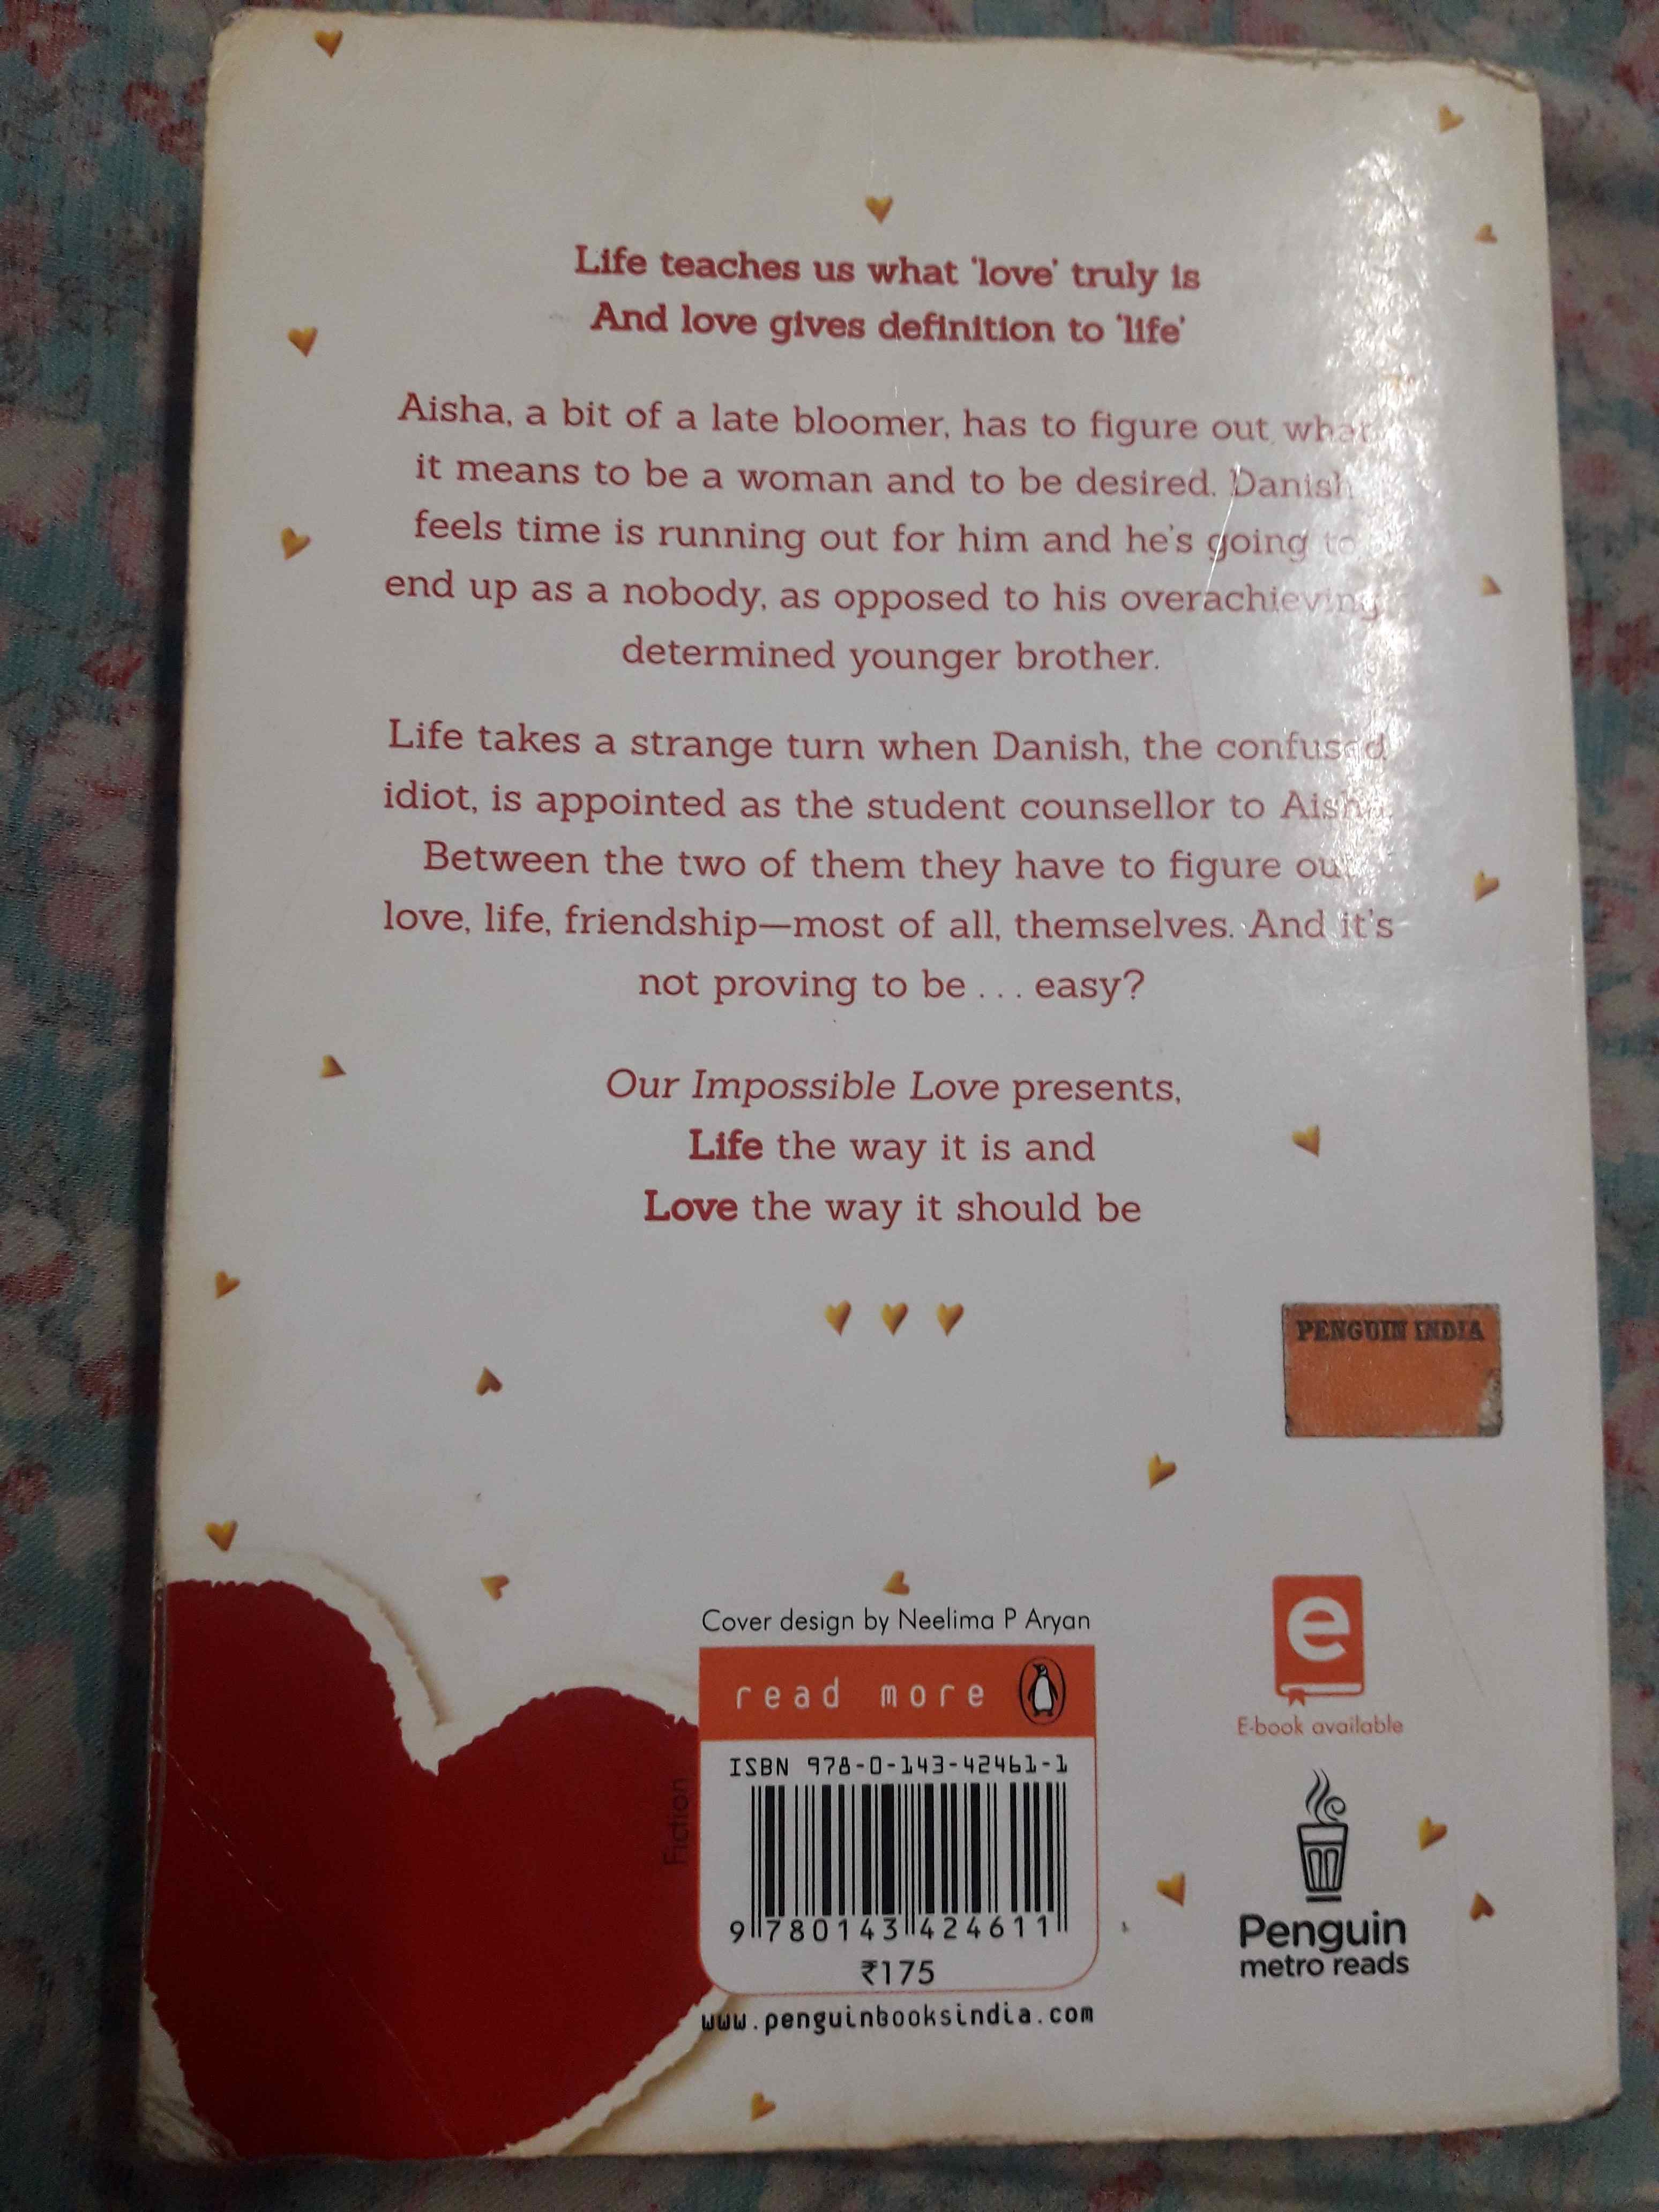 Life teaches us what 'love' truly is
And love gives definition to 'life'
Aisha, a bit of a late bloomer, has to figure out what
it means to be a woman and to be desired. Danish
feels time is running out for him and he's going to
end up as a nobody, as opposed to his overachieving
determined younger brother.
Life takes a strange turn when Danish, the confused
idiot, is appointed as the student counsellor to Aisha.
Between the two of them they have to figure out
love, life, friendship—most of all, themselves. And it's
not proving to be . . . easy?
Our Impossible Love presents,
Life the way it is and
Love the way it should be
PENGUIN INDIA
Cover design by Neelima P Aryan
read more
e
E-book available
ISBN 978-0-143-42461-1
Fiction
9 780143 424611
₹175
www.penguinbooksindia.com
Penguin
metro reads